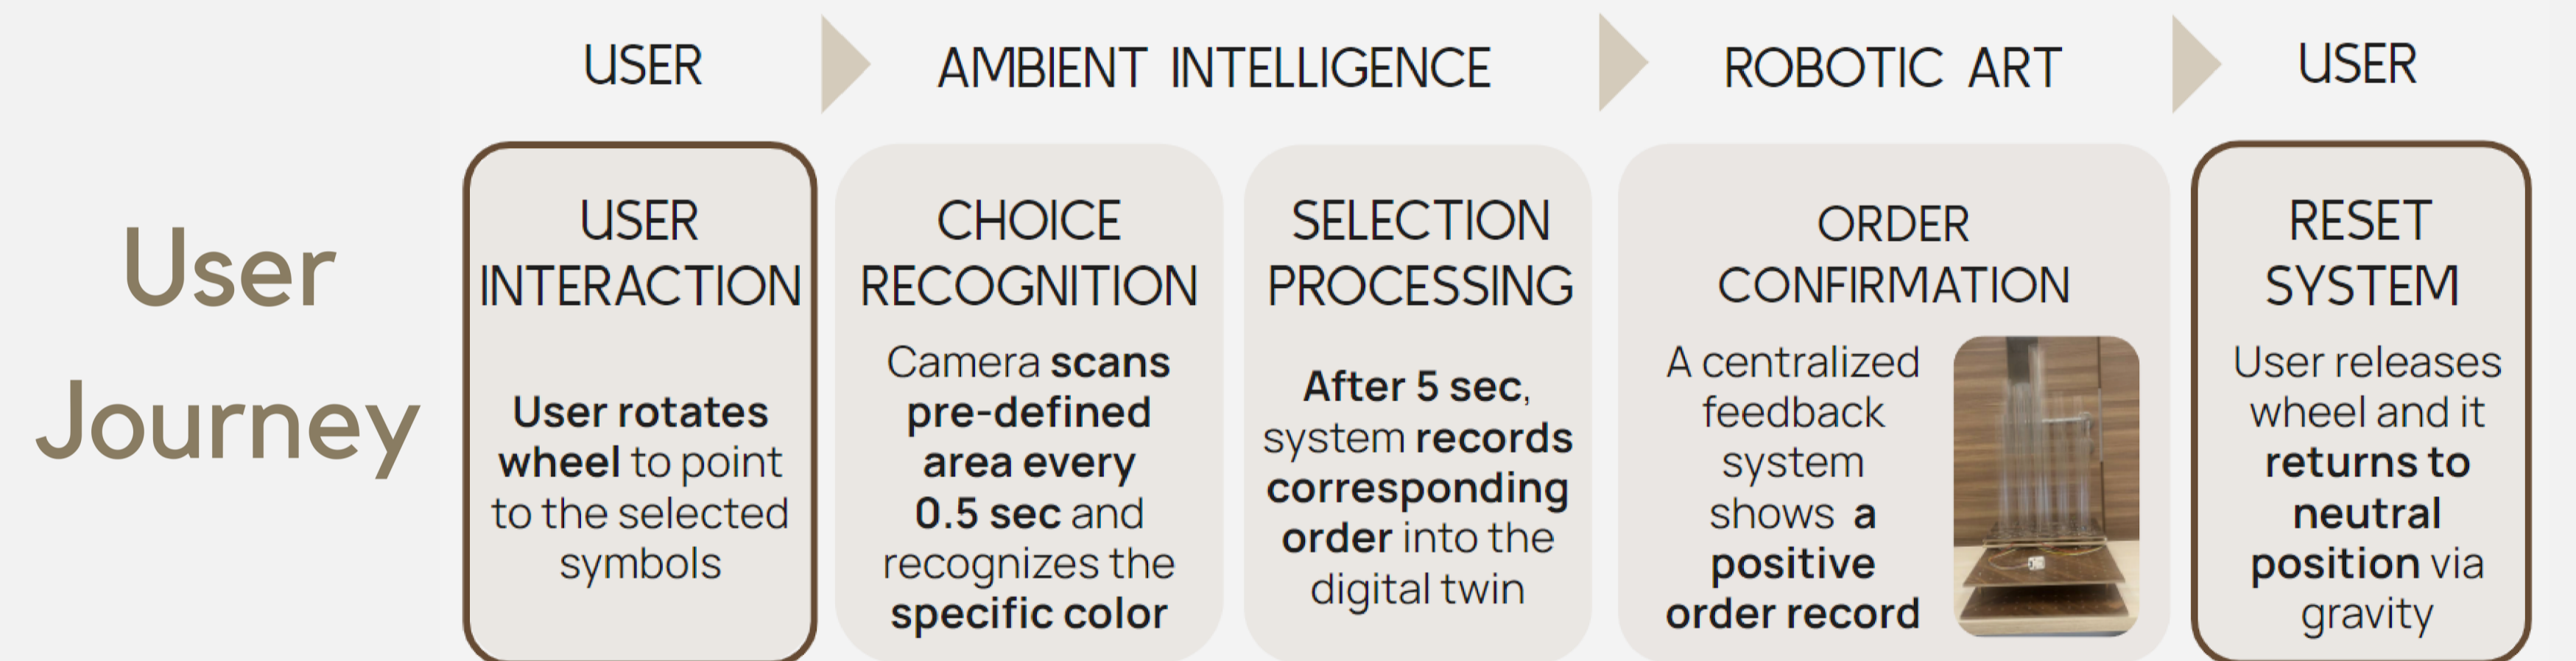 User
Journey
USER
AMBIENT INTELLIGENCE
ROBOTIC ART
USER
USER
INTERACTION
User rotates
wheel to point
to the selected
symbols
CHOICE
RECOGNITION
Camera scans
pre-defined
area every
0.5 sec and
recognizes the
specific color
SELECTION
PROCESSING
After 5 sec,
system records
corresponding
order into the
digital twin
ORDER
CONFIRMATION
A centralized
feedback
system
shows a
positive
order record
RESET
SYSTEM
User releases
wheel and it
returns to
neutral
position via
gravity